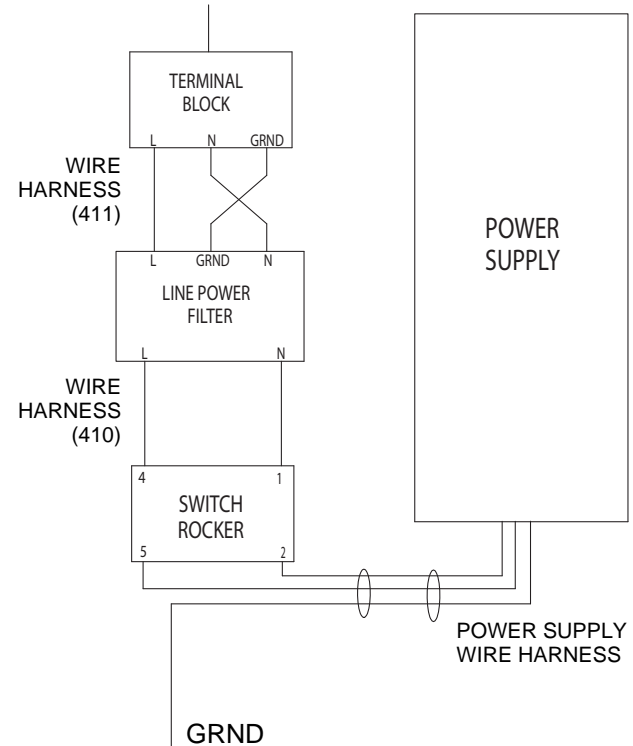 TERMINAL
BLOCK
L N GRND
WIRE
HARNESS
(411)
L GRND N
LINE POWER
FILTER
L N
WIRE
HARNESS
(410)
4 1
SWITCH
ROCKER
5 2
POWER
SUPPLY
POWER SUPPLY
WIRE HARNESS
GRND